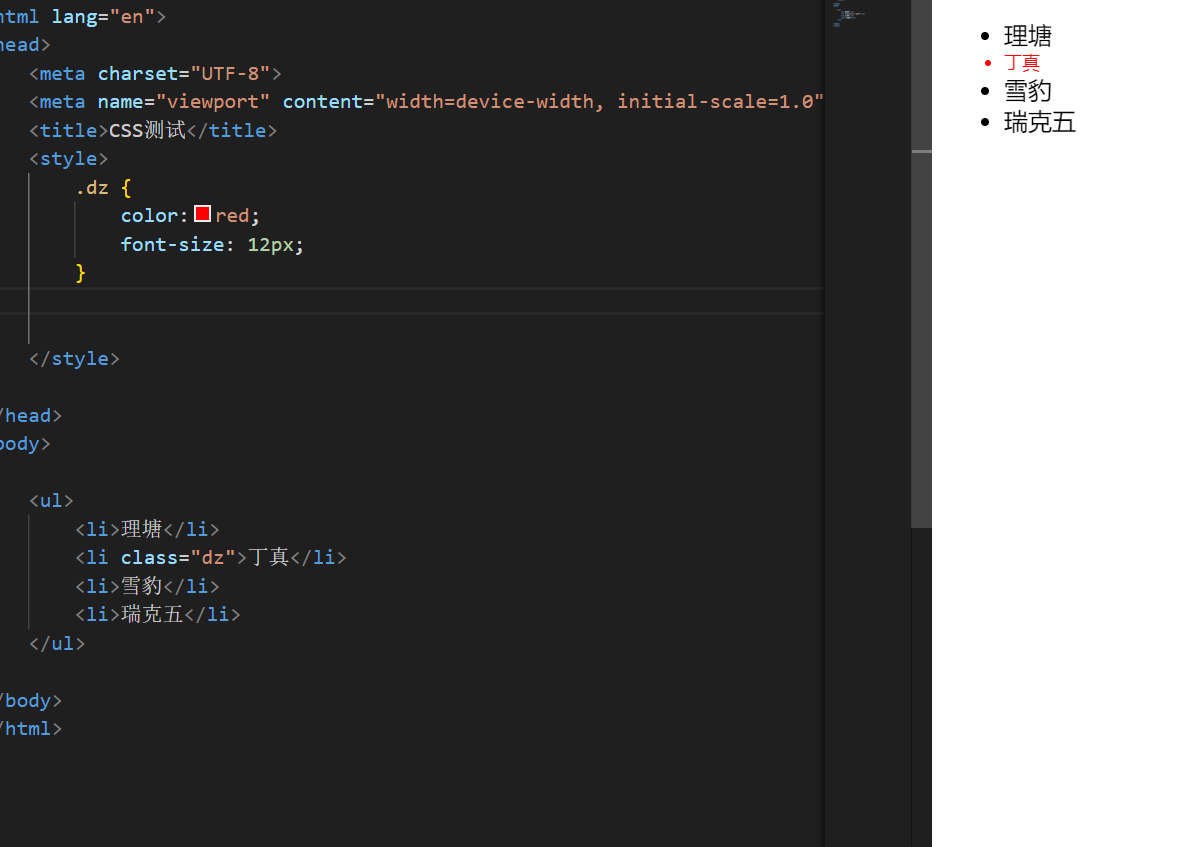 html lang="en">
head>
<meta charset="UTF-8">
<meta name="viewport" content="width=device-width, initial-scale=1.0"
<title>CSS测试</title>
<style>
.dz {
color: red;
font-size: 12px;
}
</style>
/head>
body>
<ul>
<li>理塘</li>
<li class="dz">丁真</li>
<li>雪豹</li>
<li>瑞克五</li>
</ul>
/body>
/html>
理塘
丁真
雪豹
瑞克五